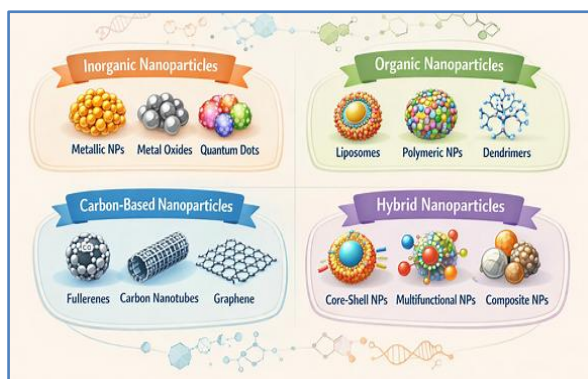 Inorganic Nanoparticles
Metallic NPs Metal Oxides Quantum Dots
Organic Nanoparticles
Liposomes Polymeric NPs Dendrimers
Carbon-Based Nanoparticles
Fullerenes Carbon Nanotubes Graphene
Hybrid Nanoparticles
Core-Shell NPs Multifunctional NPs Composite NPs